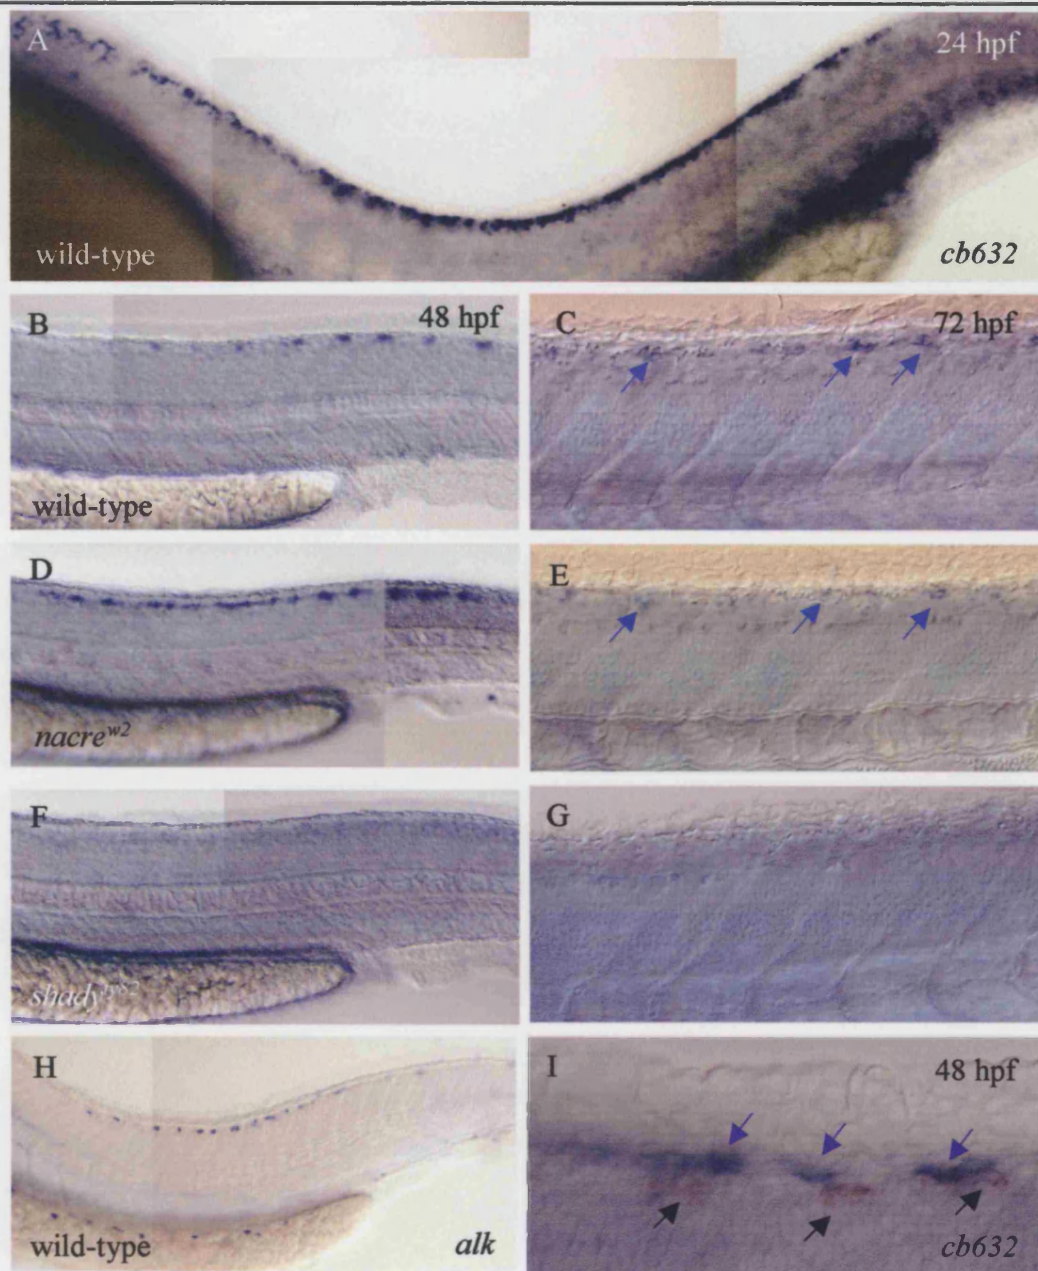 A 24 hpf
wild-type cb632
B 48 hpf
C 72 hpf
wild-type
D
E
nacre^w2
F
G
shady
H
I 48 hpf
wild-type alk
cb632